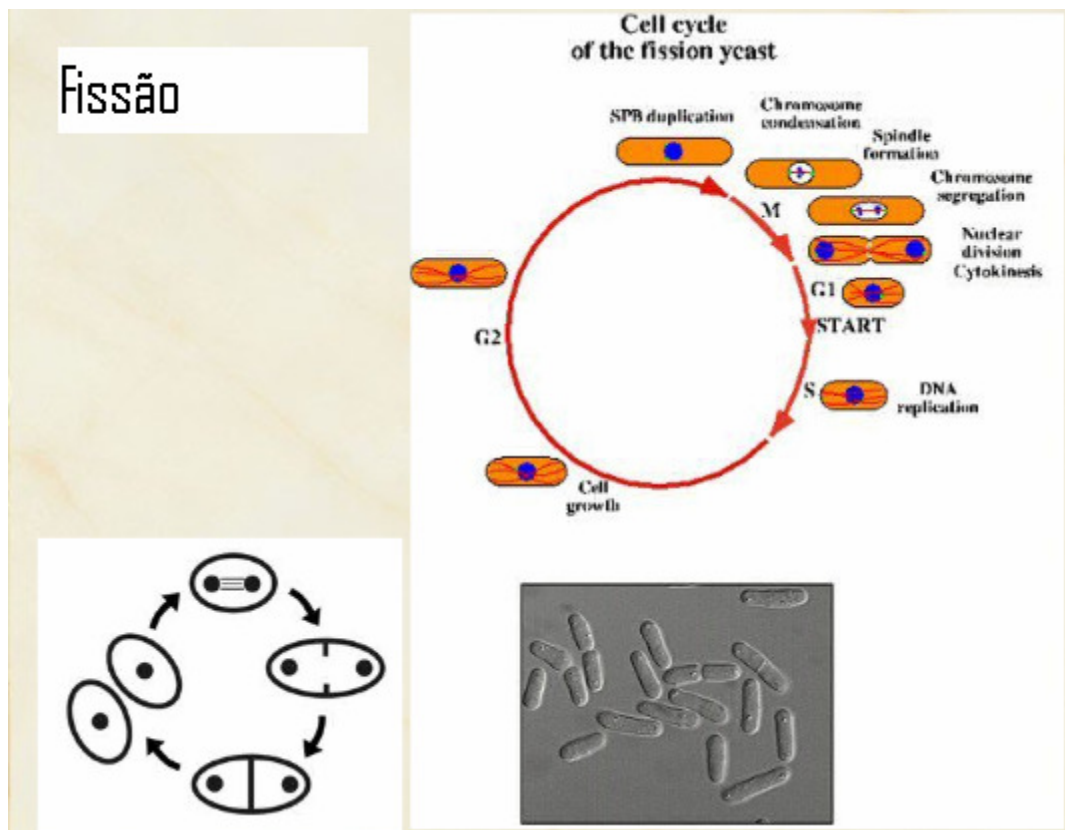 Fissão
Cell cycle
of the fission yeast
SPB duplication
Chromosome
condensation
Spindle
formation
Chromosome
segregation
M
Nuclear
division
Cytokinesis
G1
START
G2
S
DNA
replication
Cell
growth